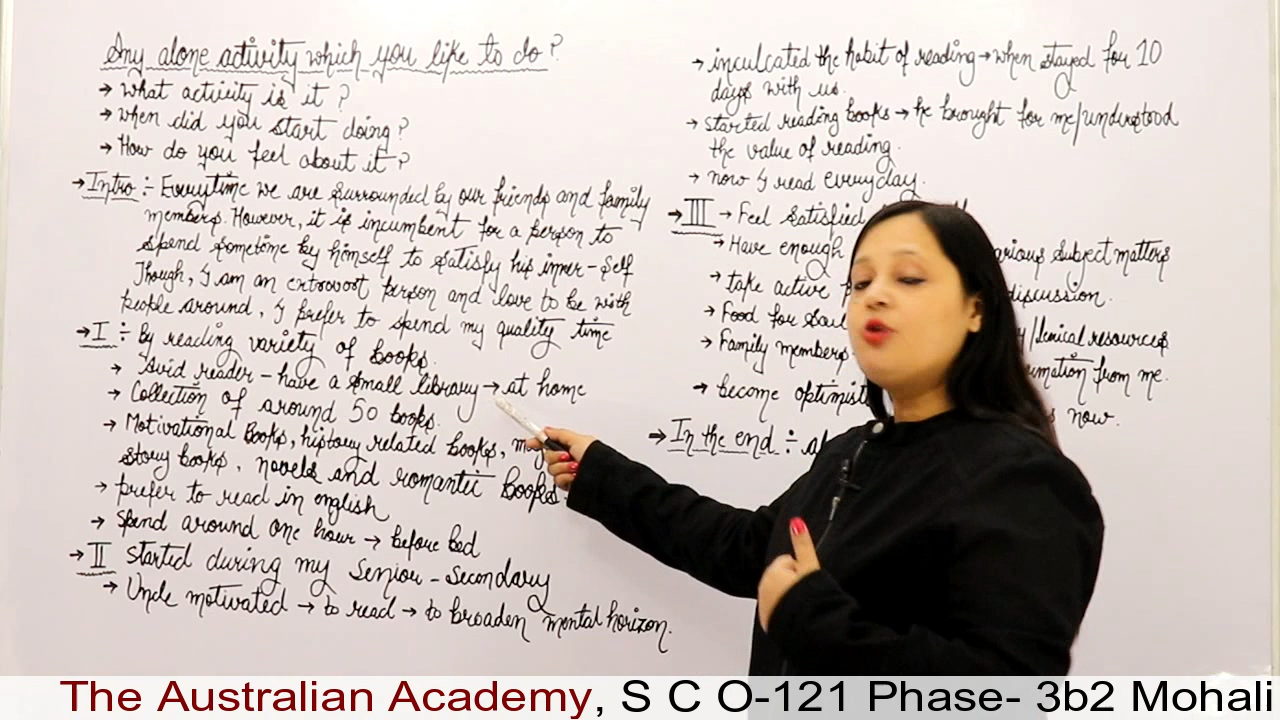 Any alone activity which you like to do?
→ what activity is it?
→ when did you start doing?
→ How do you feel about it?
→ Intro ÷ Everytime we are surrounded by our friends and family
members. However, it is incumbent for a person to
spend sometime by himself to satisfy his inner-self
Though, I am an extrovert person and love to be with
people around, I prefer to spend my quality time
→ I ÷ By reading variety of books.
→ Avid reader - have a small library → at home
→ Collection of around 50 books.
→ Motivational Books, history related books,
story books, novels and romantic Books.
→ prefer to read in english
→ Spend around one hour → before bed
→ II started during my Senior-Secondary
→ Uncle motivated → to read → to broaden mental horizon.
→ inculcated the habit of reading → when stayed for 10
days with us.
→ started reading books → he brought for me/understood
the value of reading.
→ now I read everyday.
→ III → Feel satisfied
→ Have enough subject matters
→ take active discussion.
→ Food for resources
→ Family members from me.
→ become now.
→ In the end ÷
The Australian Academy, S C O-121 Phase- 3b2 Mohali